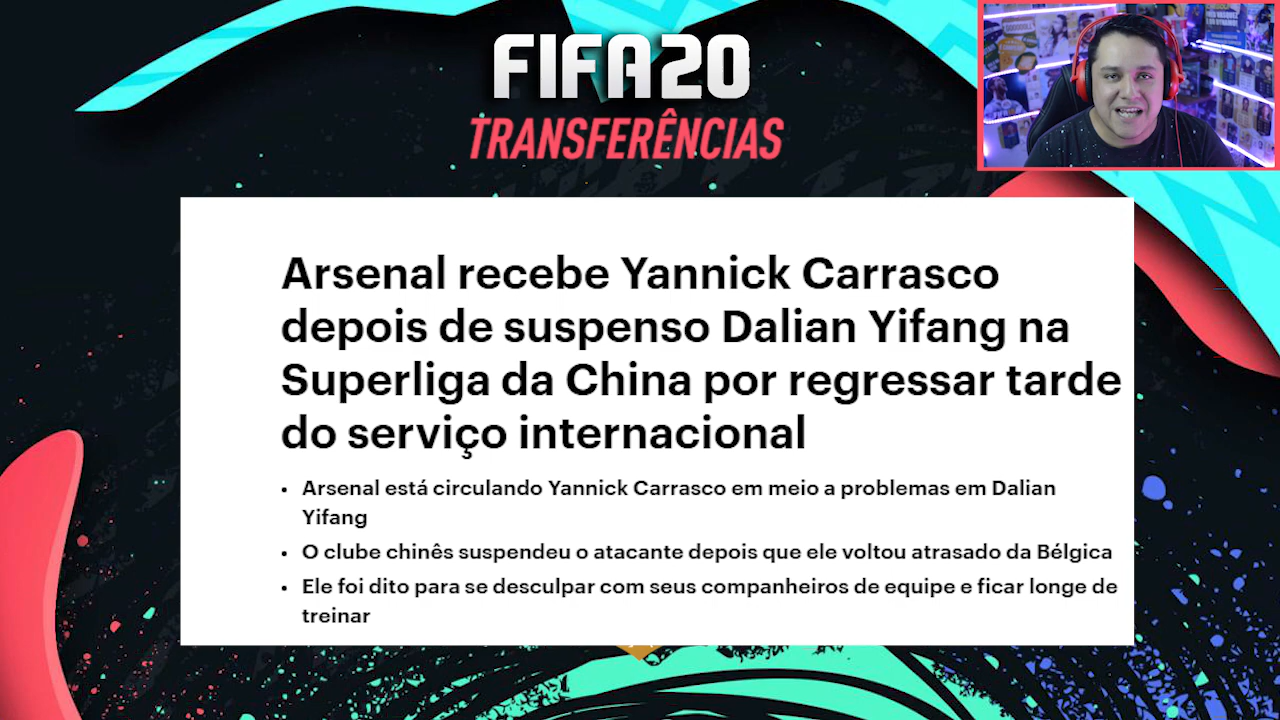 FIFA20
TRANSFERÊNCIAS
Arsenal recebe Yannick Carrasco
depois de suspenso Dalian Yifang na
Superliga da China por regressar tarde
do serviço internacional
• Arsenal está circulando Yannick Carrasco em meio a problemas em Dalian
Yifang
• O clube chinês suspendeu o atacante depois que ele voltou atrasado da Bélgica
• Ele foi dito para se desculpar com seus companheiros de equipe e ficar longe de
treinar